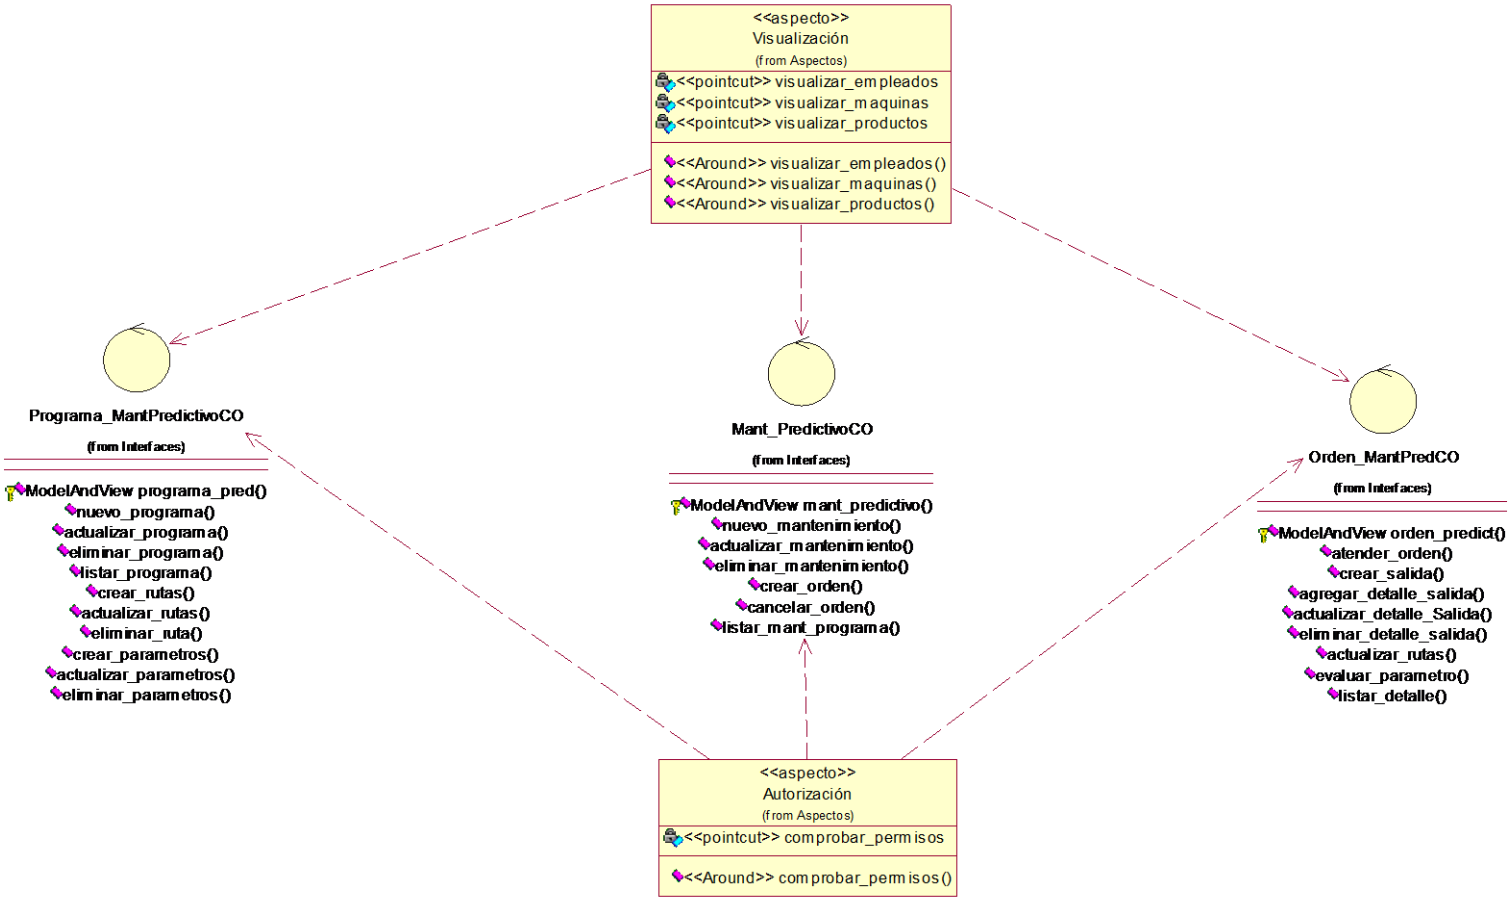 <<aspecto>>
Visualización
(from Aspectos)
<<pointcut>> visualizar_empleados
<<pointcut>> visualizar_maquinas
<<pointcut>> visualizar_productos
<<Around>> visualizar_empleados()
<<Around>> visualizar_maquinas()
<<Around>> visualizar_productos()
Programa_MantPredictivoCO
(from Interfaces)
ModelAndView programa_pred()
nuevo_programa()
actualizar_programa()
eliminar_programa()
listar_programa()
crear_rutas()
actualizar_rutas()
eliminar_ruta()
crear_parametros()
actualizar_parametros()
eliminar_parametros()
Mant_PredictivoCO
(from Interfaces)
ModelAndView mant_predictivo()
nuevo_mantenimiento()
actualizar_mantenimiento()
eliminar_mantenimiento()
crear_orden()
cancelar_orden()
listar_mant_programa()
Orden_MantPredCO
(from Interfaces)
ModelAndView orden_predict()
atender_orden()
crear_salida()
agregar_detalle_salida()
actualizar_detalle_Salida()
eliminar_detalle_salida()
actualizar_rutas()
evaluar_parametro()
listar_detalle()
<<aspecto>>
Autorización
(from Aspectos)
<<pointcut>> comprobar_permisos
<<Around>> comprobar_permisos()